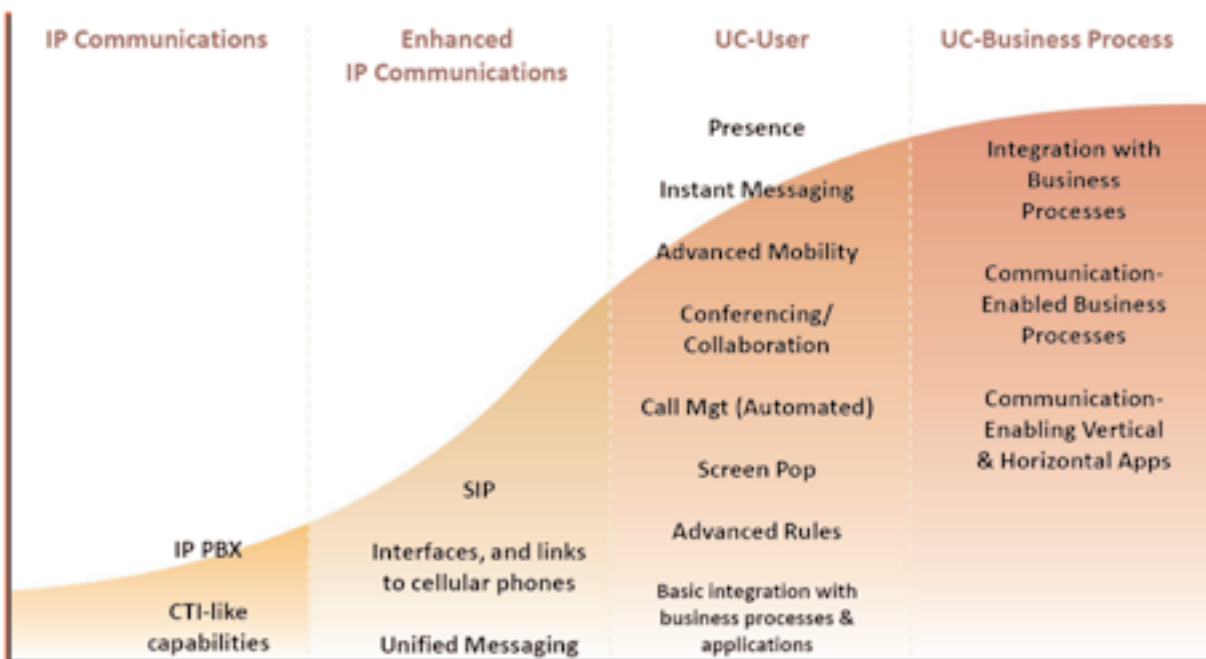 IP Communications
Enhanced
IP Communications
UC-User
UC-Business Process
IP PBX
CTI-like
capabilities
SIP
Interfaces, and links
to cellular phones
Unified Messaging
Presence
Instant Messaging
Advanced Mobility
Conferencing/
Collaboration
Call Mgt (Automated)
Screen Pop
Advanced Rules
Basic integration with
business processes &
applications
Integration with
Business
Processes
Communication-
Enabled Business
Processes
Communication-
Enabling Vertical
& Horizontal Apps